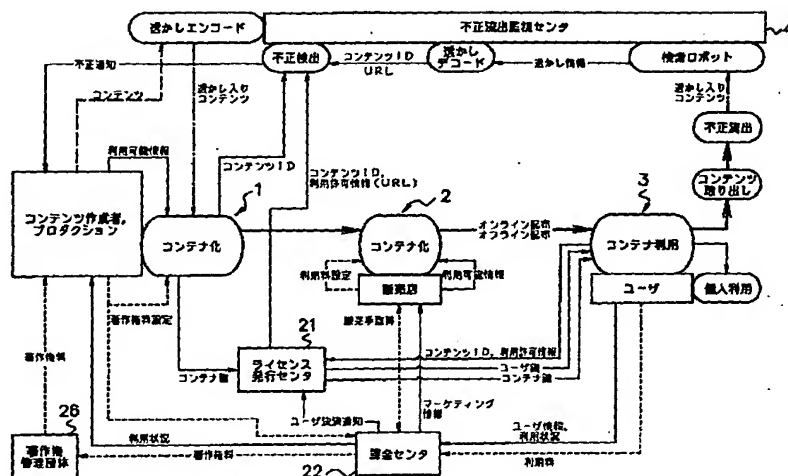 透かしエンコード
不正流出監視センタ
4
不正検出
コンテンツID
URL
透かし
デコード
透かし情報
検索ロボット
不正通知
コンテンツ
透かし入り
コンテンツ
透かし入り
コンテンツ
不正流出
利用可能情報
コンテンツID
コンテンツID,
利用許可情報(URL)
コンテンツ
取り出し
1
2
3
コンテンツ作成者,
プロダクション
コンテナ化
コンテナ化
オンライン配布
オフライン配布
コンテナ利用
利用料設定
利用可能情報
販売店
ユーザ
個人利用
著作権料設定
販売手数料
著作権料
コンテナ鍵
21
ライセンス
発行センタ
コンテンツID, 利用許可情報
ユーザ鍵
コンテナ鍵
マーケティング
情報
26
著作権
管理団体
利用状況
著作権料
22
課金センタ
ユーザ情報,
利用状況
利用料